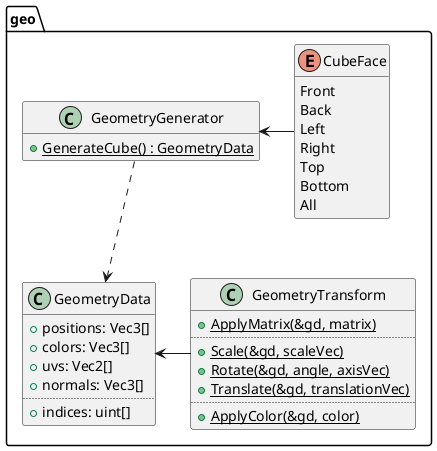 geo
E CubeFace
Front
Back
Left
Right
Top
Bottom
All
C GeometryGenerator
GenerateCube() : GeometryData
C GeometryData
positions: Vec3[]
colors: Vec3[]
uvs: Vec2[]
normals: Vec3[]
indices: uint[]
C GeometryTransform
ApplyMatrix(&gd, matrix)
Scale(&gd, scaleVec)
Rotate(&gd, angle, axisVec)
Translate(&gd, translationVec)
ApplyColor(&gd, color)